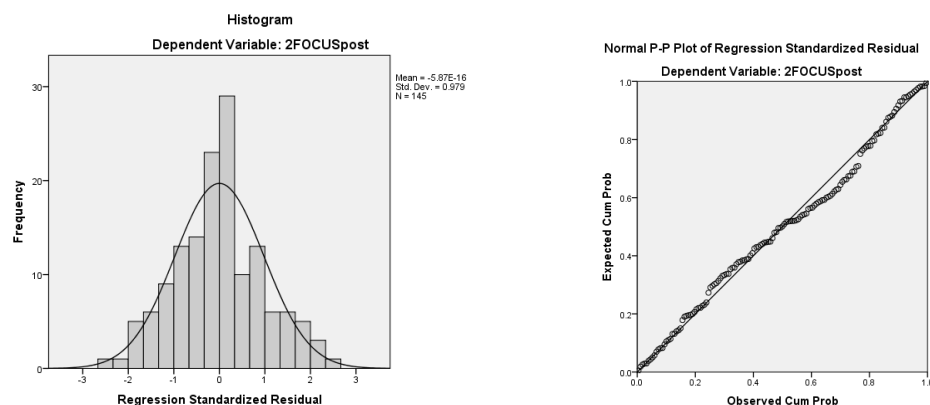 Histogram
Dependent Variable: 2FOCUSpost
Mean = -5.87E-16
Std. Dev. = 0.979
N = 145
Frequency
30
20
10
0
-3 -2 -1 0 1 2 3
Regression Standardized Residual
Normal P-P Plot of Regression Standardized Residual
Dependent Variable: 2FOCUSpost
Expected Cum Prob
1.0
0.8
0.6
0.4
0.2
0.0
0.0 0.2 0.4 0.6 0.8 1.0
Observed Cum Prob